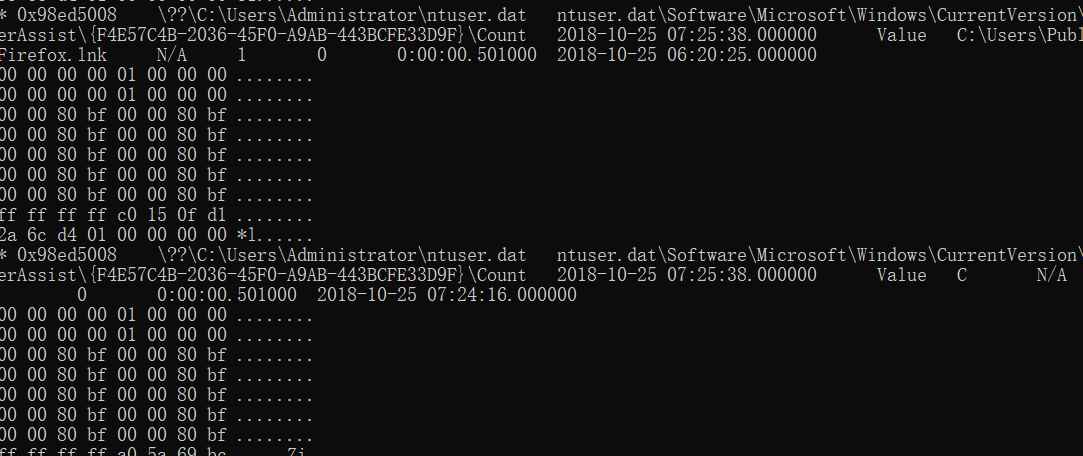 * 0x98ed5008    \??\C:\Users\Administrator\ntuser.dat   ntuser.dat\Software\Microsoft\Windows\CurrentVersion\
erAssist\{F4E57C4B-2036-45F0-A9AB-443BCFE33D9F}\Count   2018-10-25 07:25:38.000000      Value   C:\Users\Publ
Firefox.lnk     N/A     1       0       0:00:00.501000  2018-10-25 06:20:25.000000
00 00 00 00 01 00 00 00 ........
00 00 00 00 01 00 00 00 ........
00 00 80 bf 00 00 80 bf ........
00 00 80 bf 00 00 80 bf ........
00 00 80 bf 00 00 80 bf ........
00 00 80 bf 00 00 80 bf ........
00 00 80 bf 00 00 80 bf ........
ff ff ff ff c0 15 0f d1 ........
2a 6c d4 01 00 00 00 00 *l......
* 0x98ed5008    \??\C:\Users\Administrator\ntuser.dat   ntuser.dat\Software\Microsoft\Windows\CurrentVersion\
erAssist\{F4E57C4B-2036-45F0-A9AB-443BCFE33D9F}\Count   2018-10-25 07:25:38.000000      Value   C       N/A
0       0:00:00.501000  2018-10-25 07:24:16.000000
00 00 00 00 01 00 00 00 ........
00 00 00 00 01 00 00 00 ........
00 00 80 bf 00 00 80 bf ........
00 00 80 bf 00 00 80 bf ........
00 00 80 bf 00 00 80 bf ........
00 00 80 bf 00 00 80 bf ........
00 00 80 bf 00 00 80 bf ........
ff ff ff ff a0 5a 69 bc .....Zi.